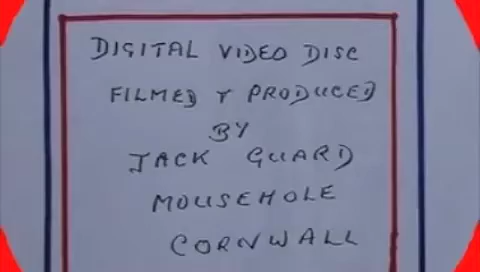 DIGITAL VIDEO DISC
FILMED & PRODUCED
BY
JACK GUARD
MOUSEHOLE
CORNWALL